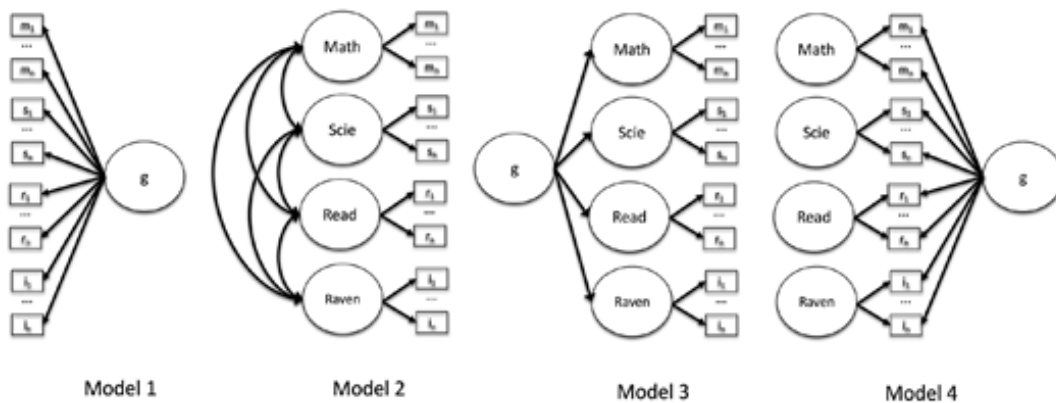 m₁ m₁ m₁ m₁
... Math ... Math ... Math ...
mₙ mₙ mₙ mₙ
s₁ s₁ s₁ s₁
... Scie ... Scie ... Scie ...
sₙ sₙ sₙ sₙ
g g g
r₁ r₁ r₁ r₁
... Read ... Read ... Read ...
rₙ rₙ rₙ rₙ
i₁ i₁ i₁ i₁
... Raven ... Raven ... Raven ...
iₙ iₙ iₙ iₙ
Model 1 Model 2 Model 3 Model 4